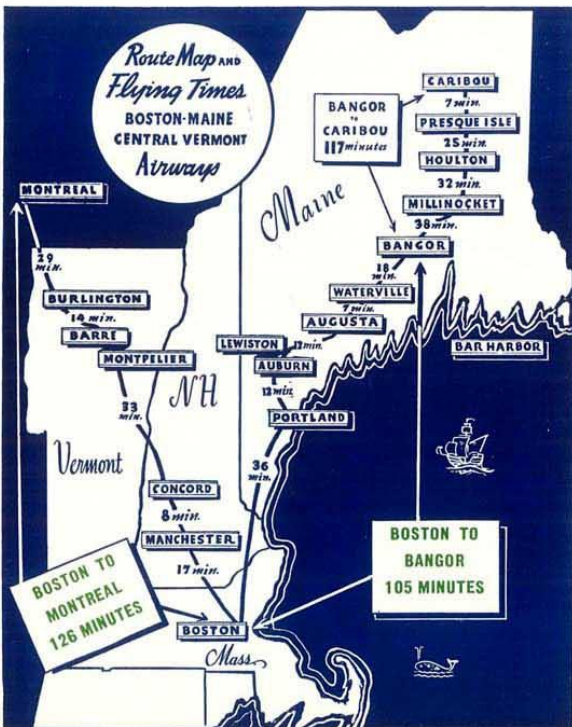 Route Map AND
Flying Times
BOSTON-MAINE
CENTRAL VERMONT
Airways
CARIBOU
7 min.
BANGOR
TO
CARIBOU
117 minutes
PRESQUE ISLE
25 min.
HOULTON
32 min.
MILLINOCKET
38 min.
BANGOR
18
min.
WATERVILLE
7 min.
AUGUSTA
12 min.
LEWISTON
AUBURN
12 min.
PORTLAND
36
min.
BAR HARBOR
Maine
MONTREAL
29
min.
BURLINGTON
14 min.
BARRE
MONTPELIER
33
min.
NH
Vermont
CONCORD
8 min.
MANCHESTER
17 min.
BOSTON
Mass.
BOSTON TO
MONTREAL
126 MINUTES
BOSTON TO
BANGOR
105 MINUTES